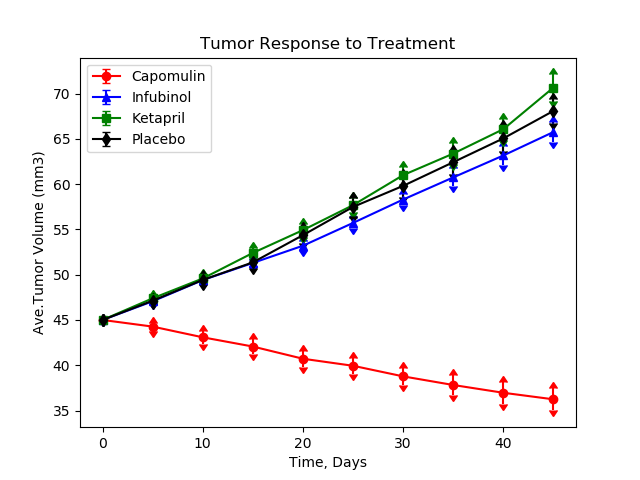 Tumor Response to Treatment
Capomulin
Infubinol
Ketapril
Placebo
70
65
60
55
50
45
40
35
Ave.Tumor Volume (mm3)
0 10 20 30 40
Time, Days